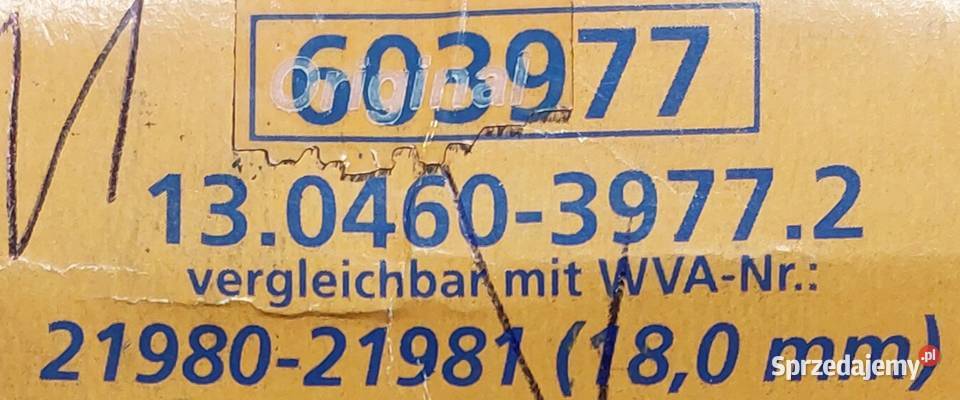 603977
Original
13.0460-3977.2
vergleichbar mit WVA-Nr.:
21980-21981 (18,0 mm)
Sprzedajemy.pl